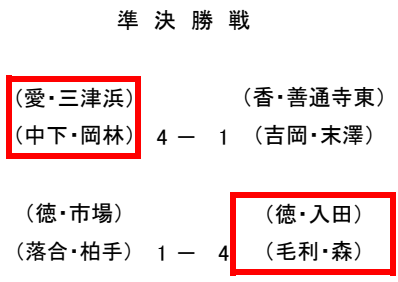 準決勝戦
（愛・三津浜） （香・善通寺東）
（中下・岡林） 4 － 1 （吉岡・末澤）
（徳・市場） （徳・入田）
（落合・柏手） 1 － 4 （毛利・森）